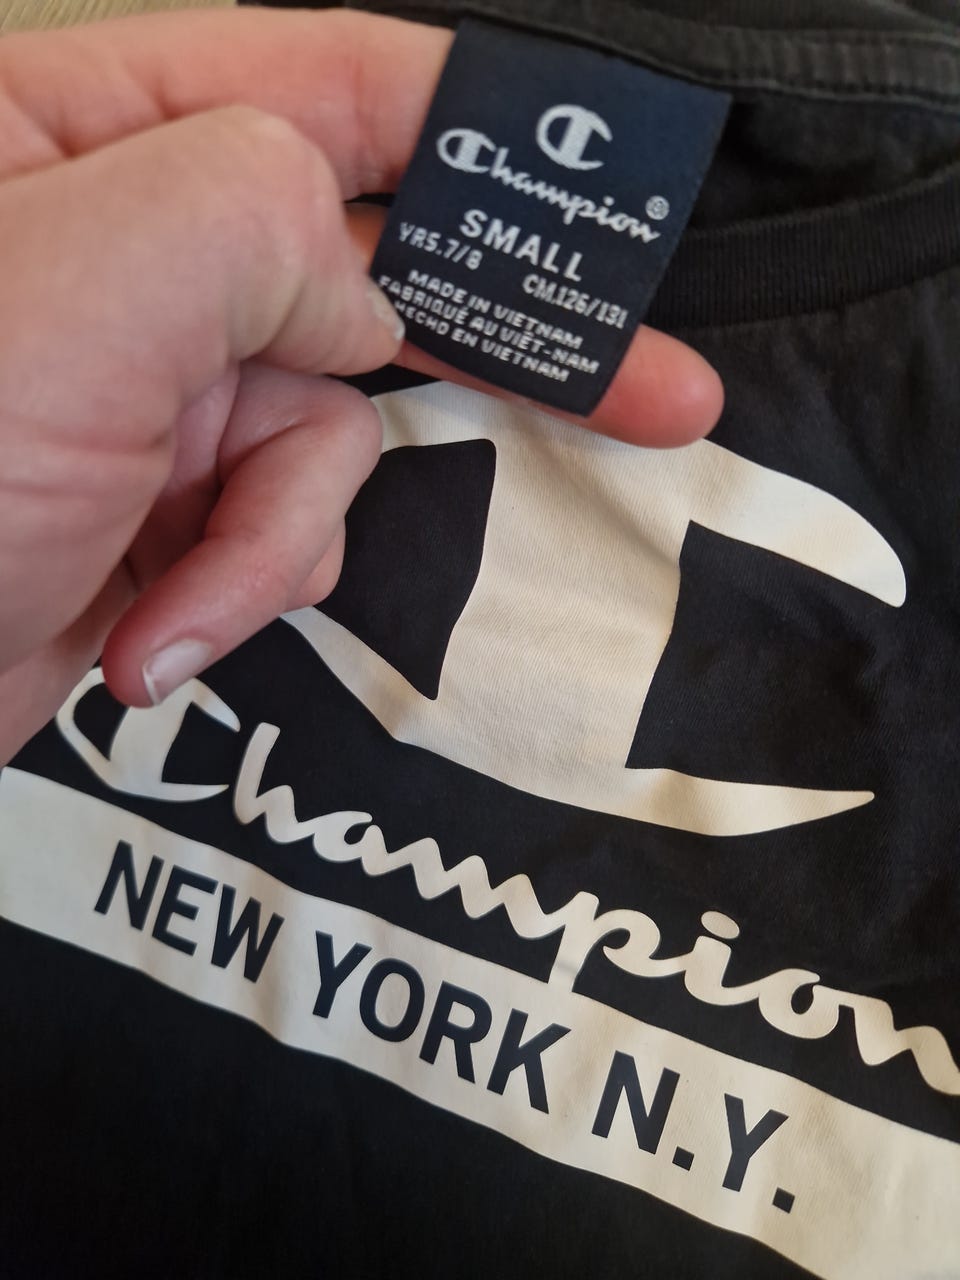 Champion®
SMALL
YRS.7/8 CM.126/131
MADE IN VIETNAM
FABRIQUÉ AU VIÊT-NAM
HECHO EN VIETNAM
Champion
NEW YORK N.Y.